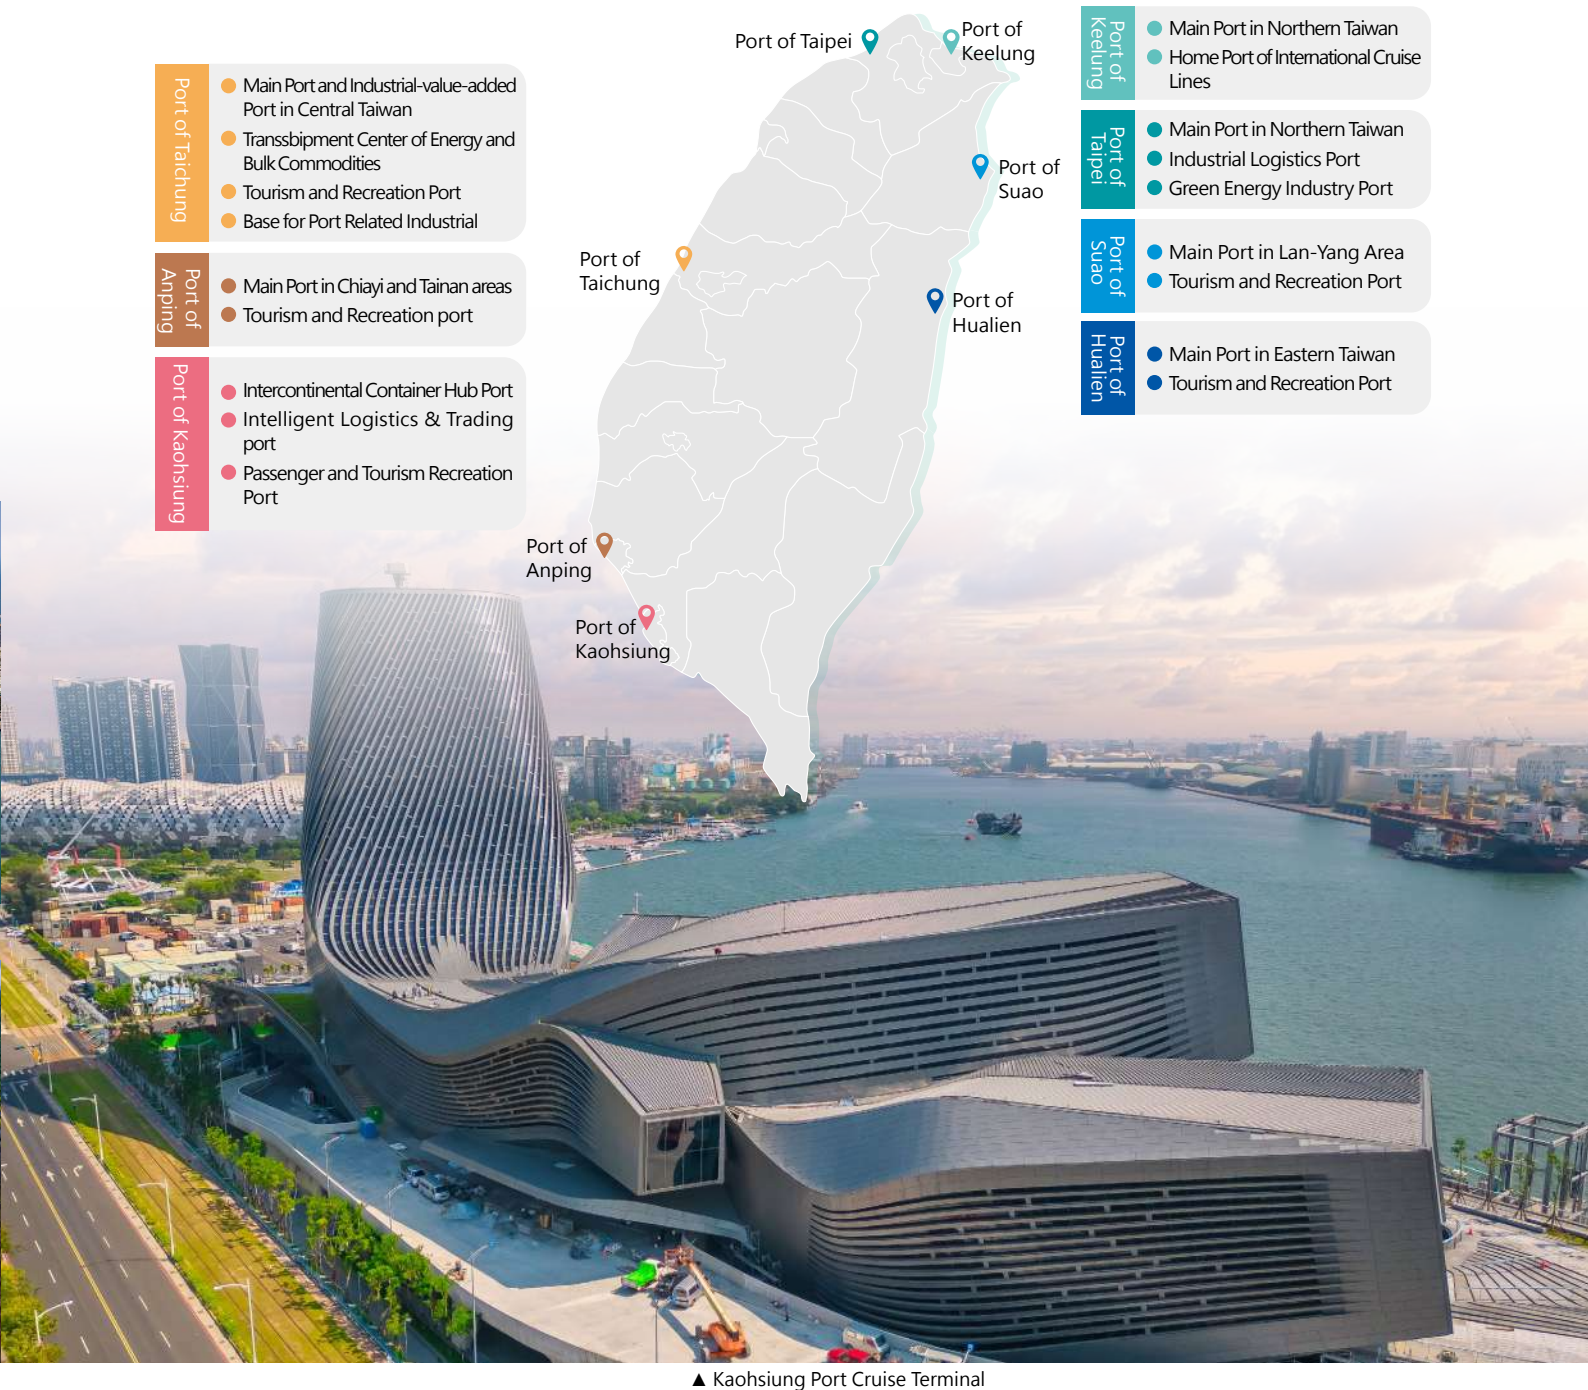 Port of Taichung
Main Port and Industrial-value-added
Port in Central Taiwan
Transsbipment Center of Energy and
Bulk Commodities
Tourism and Recreation Port
Base for Port Related Industrial
Port of
Anping
Main Port in Chiayi and Tainan areas
Tourism and Recreation port
Port of Kaohsiung
Intercontinental Container Hub Port
Intelligent Logistics & Trading
port
Passenger and Tourism Recreation
Port
Port of Taipei
Port of
Keelung
Port of
Suao
Port of
Taichung
Port of
Hualien
Port of
Anping
Port of
Kaohsiung
Port of
Keelung
Main Port in Northern Taiwan
Home Port of International Cruise
Lines
Port of
Taipei
Main Port in Northern Taiwan
Industrial Logistics Port
Green Energy Industry Port
Port of
Suao
Main Port in Lan-Yang Area
Tourism and Recreation Port
Port of
Hualien
Main Port in Eastern Taiwan
Tourism and Recreation Port
▲ Kaohsiung Port Cruise Terminal